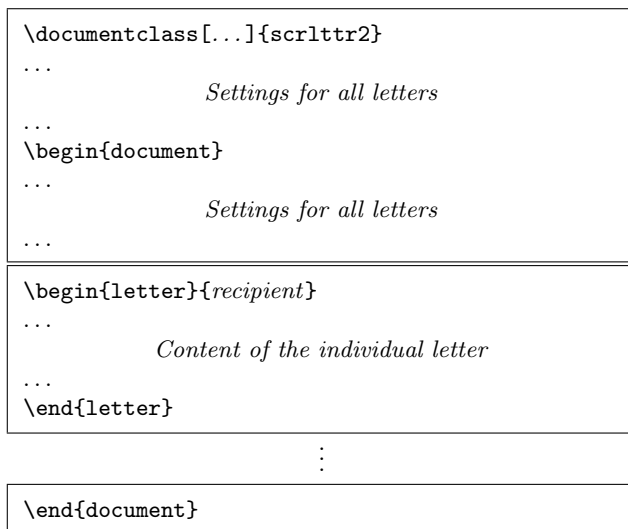 \documentclass[...]{scrlttr2}
...
Settings for all letters
...
\begin{document}
...
Settings for all letters
...
\begin{letter}{recipient}
...
Content of the individual letter
...
\end{letter}
⋮
\end{document}